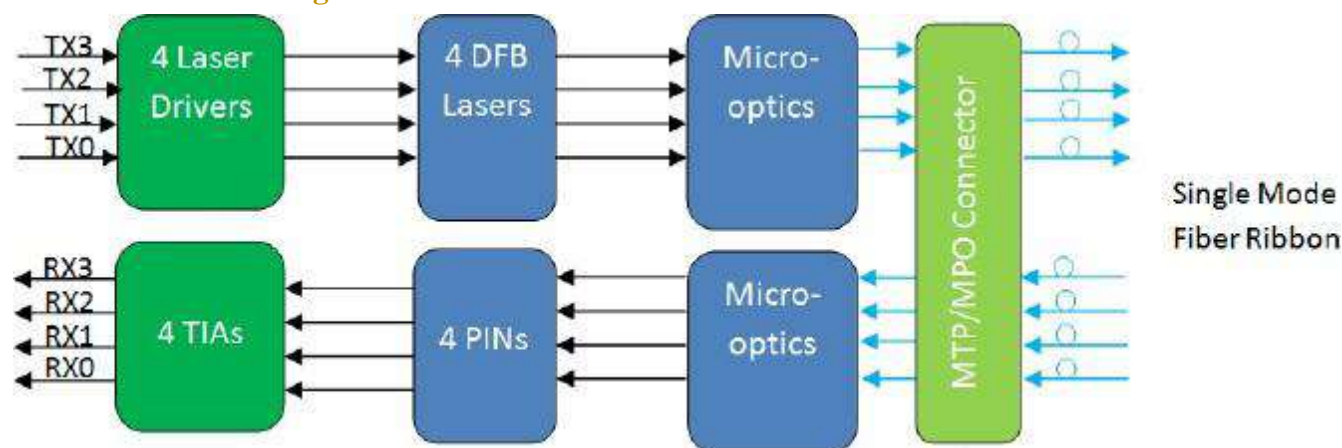 TX3
TX2
TX1
TX0
4 Laser
Drivers
4 DFB
Lasers
Micro-
optics
MTP/MPO Connector
Single Mode
Fiber Ribbon
RX3
RX2
RX1
RX0
4 TIAs
4 PINs
Micro-
optics